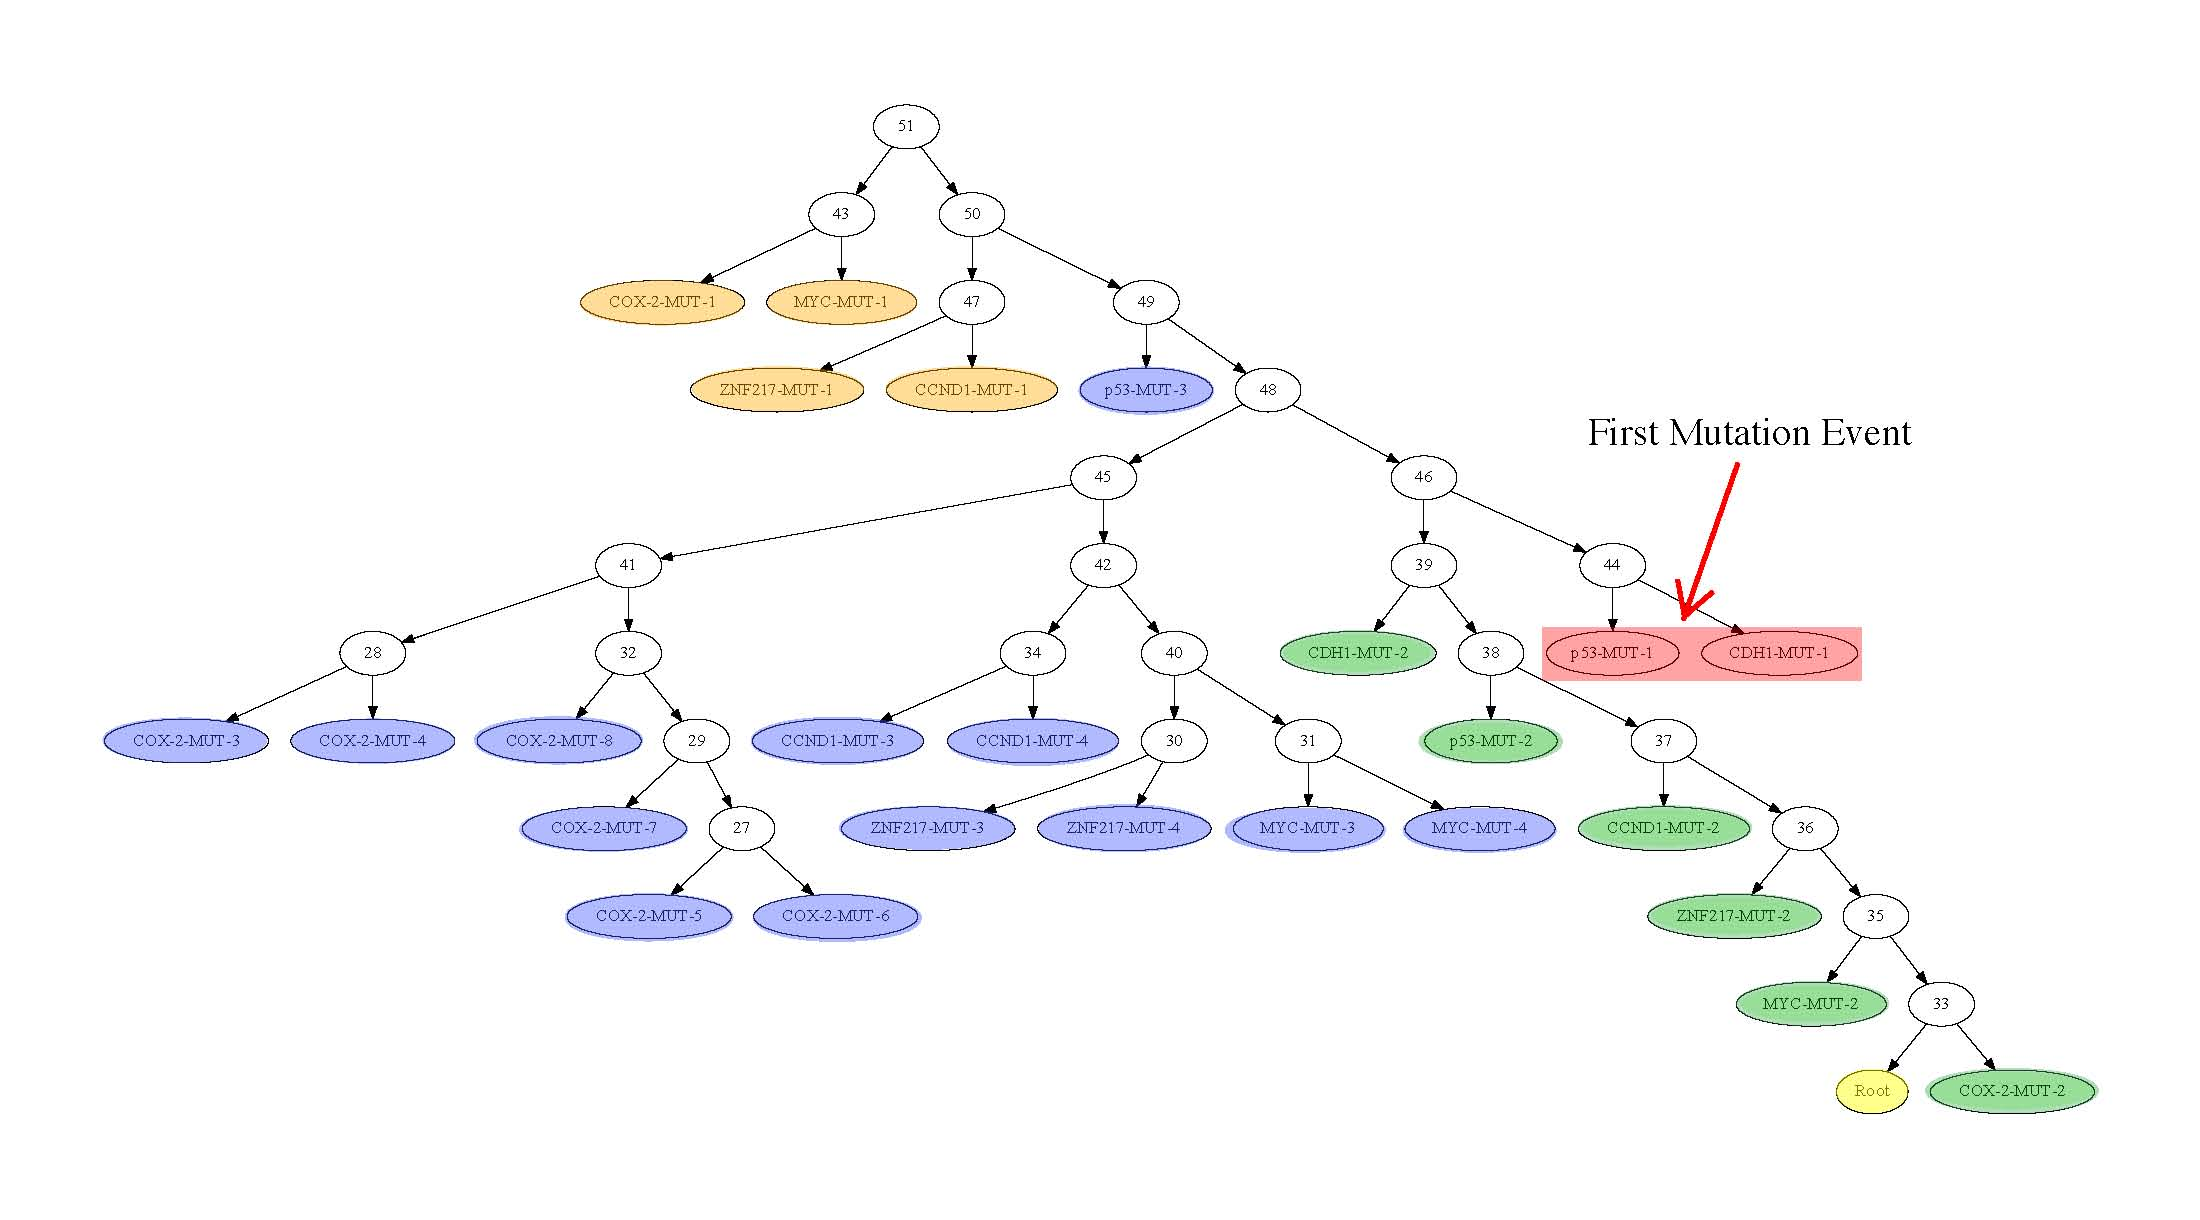 51
43
50
COX-2-MUT-1
MYC-MUT-1
47
49
ZNF217-MUT-1
CCND1-MUT-1
p53-MUT-3
48
First Mutation Event
45
46
41
42
39
44
28
32
34
40
CDH1-MUT-2
38
p53-MUT-1
CDH1-MUT-1
COX-2-MUT-3
COX-2-MUT-4
COX-2-MUT-8
29
CCND1-MUT-3
CCND1-MUT-4
30
31
p53-MUT-2
37
COX-2-MUT-7
27
ZNF217-MUT-3
ZNF217-MUT-4
MYC-MUT-3
MYC-MUT-4
CCND1-MUT-2
36
COX-2-MUT-5
COX-2-MUT-6
ZNF217-MUT-2
35
MYC-MUT-2
33
Root
COX-2-MUT-2